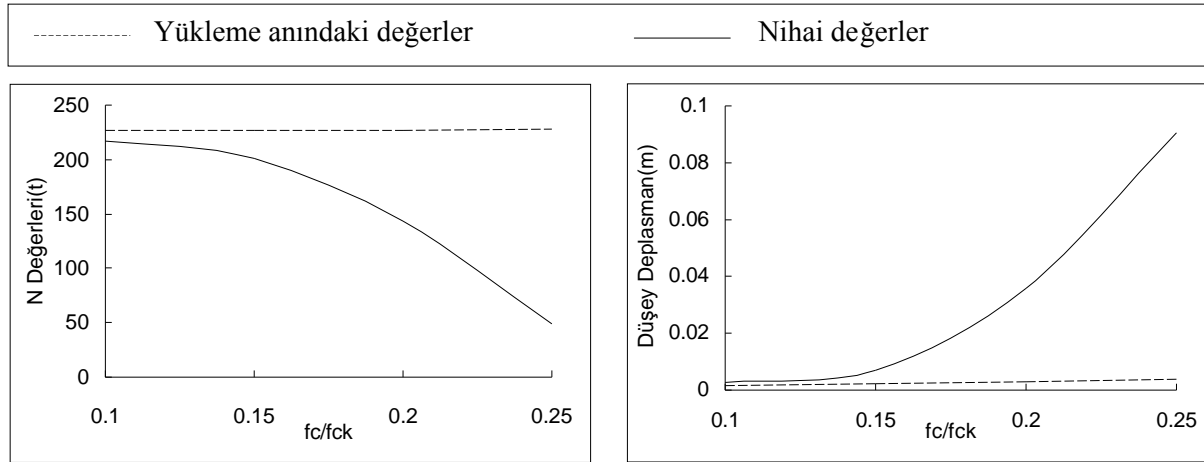 Yükleme anındaki değerler
Nihai değerler
N Değerleri(t)
250
200
150
100
50
0
0.1 0.15 0.2 0.25
fc/fck
Düşey Deplasman(m)
0.1
0.08
0.06
0.04
0.02
0
0.1 0.15 0.2 0.25
fc/fck